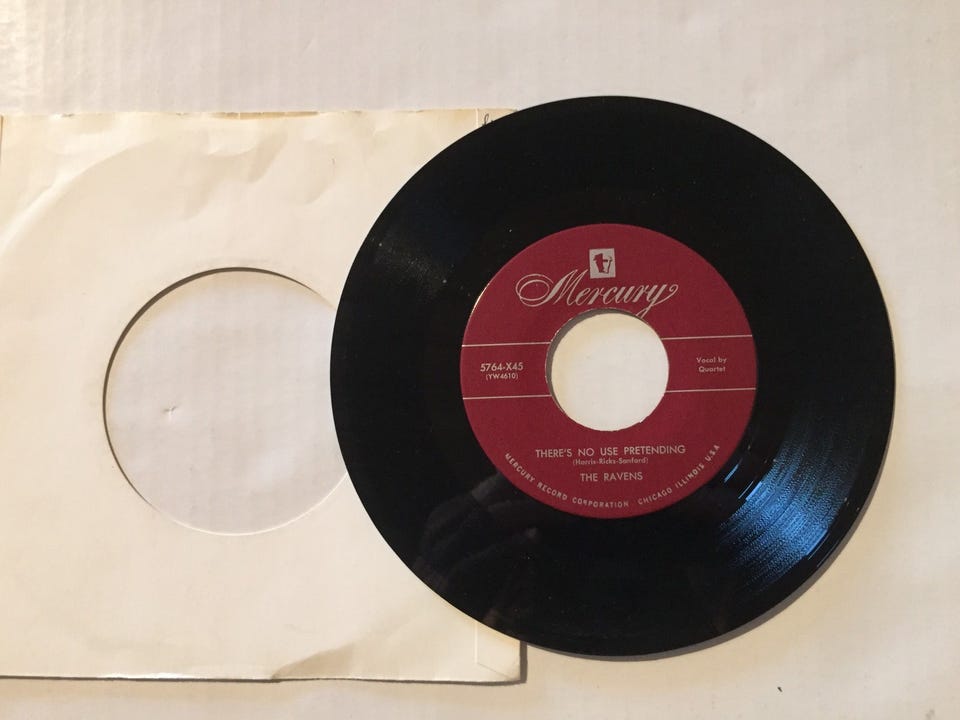 Mercury
5764-X45
(YW4610)
Vocal by
Quartet
THERE'S NO USE PRETENDING
(Harris-Ricks-Sanford)
THE RAVENS
MERCURY RECORD CORPORATION CHICAGO ILLINOIS U.S.A